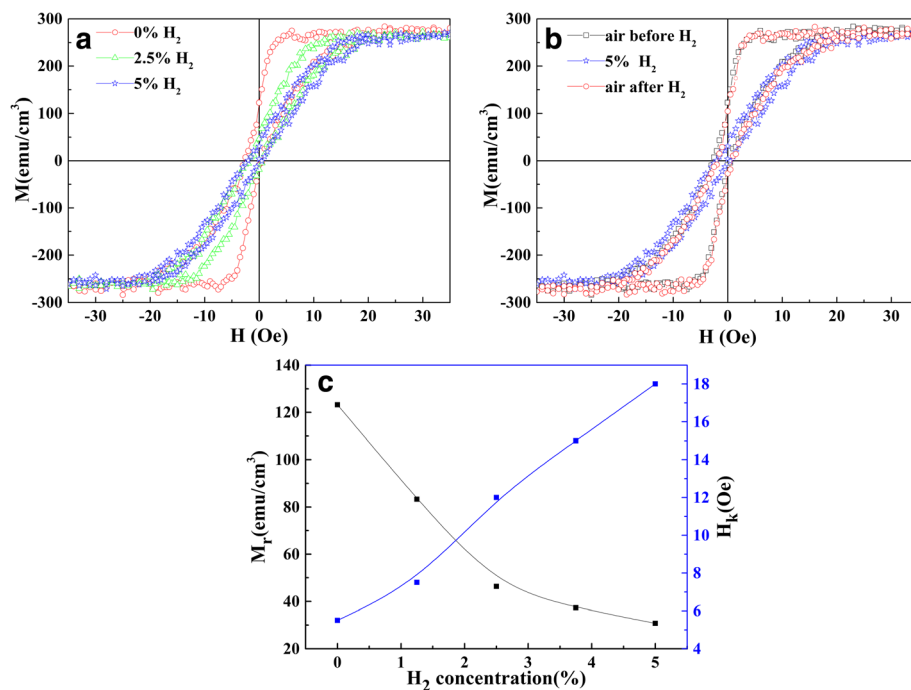 a
0% H2
2.5% H2
5% H2
M(emu/cm3)
300
200
100
0
-100
-200
-300
-30 -20 -10 0 10 20 30
H (Oe)
b
air before H2
5% H2
air after H2
M(emu/cm3)
300
200
100
0
-100
-200
-300
-30 -20 -10 0 10 20 30
H (Oe)
c
Mr(emu/cm3)
140
120
100
80
60
40
20
18
16
14
12
10
8
6
4
Hk(Oe)
0 1 2 3 4 5
H2 concentration(%)